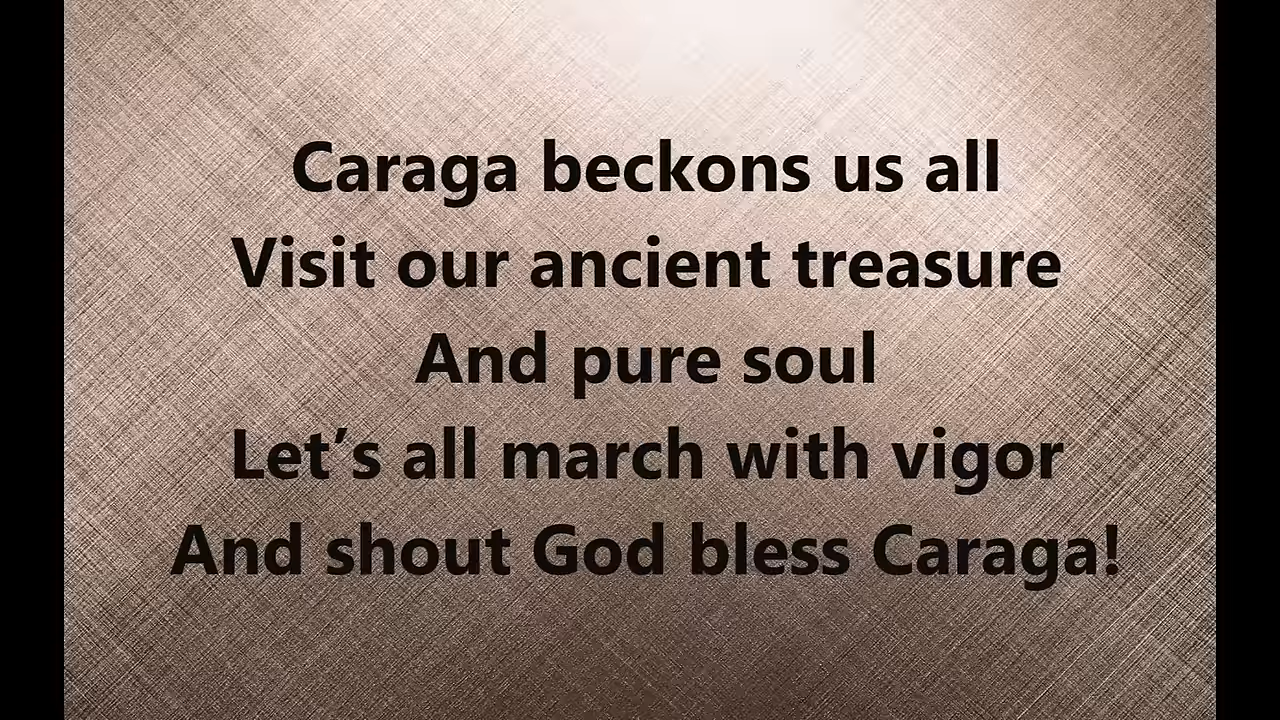 Caraga beckons us all
Visit our ancient treasure
And pure soul
Let’s all march with vigor
And shout God bless Caraga!